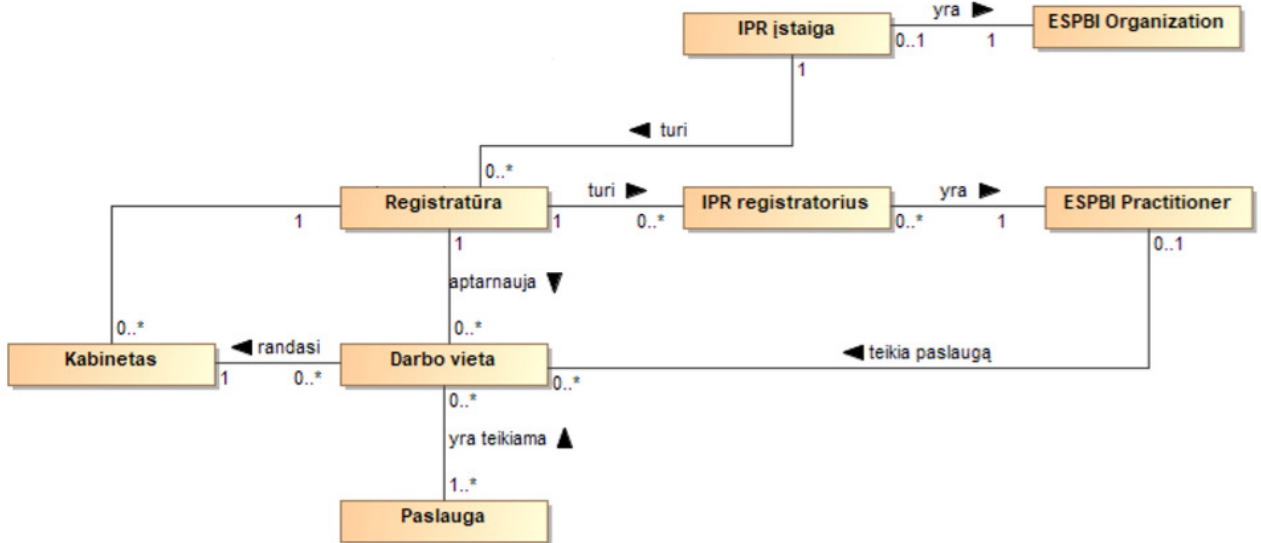 IPR įstaiga
yra
ESPBI Organization
0..1
1
1
turi
0..*
Registratūra
turi
IPR registratorius
yra
ESPBI Practitioner
1
1
0..*
0..*
1
0..1
aptarnauja
0..*
0..*
Kabinetas
randasi
Darbo vieta
teikia paslaugą
1
0..*
0..*
0..*
yra teikiama
1..*
Paslauga